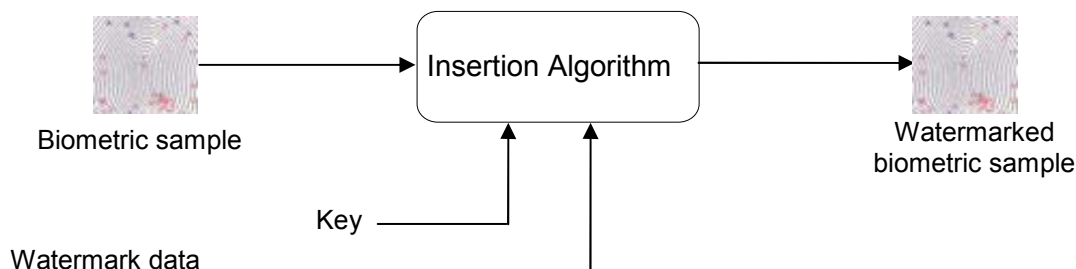 Insertion Algorithm
Biometric sample
Watermarked
biometric sample
Key
Watermark data